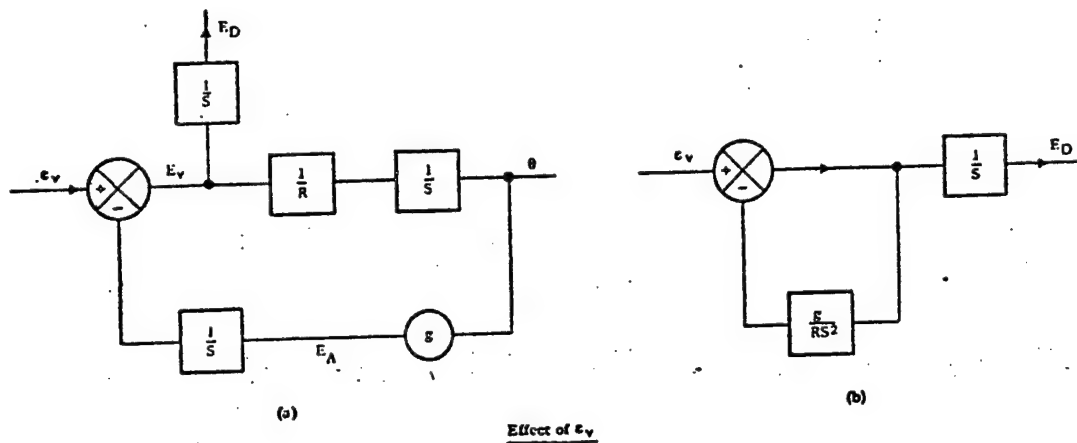 E_D
1/S
ε_v
+
−
E_v
1/R
1/S
θ
1/S
E_A
g
(a)
ε_v
+
−
1/S
E_D
g/RS²
(b)
Effect of ε_v